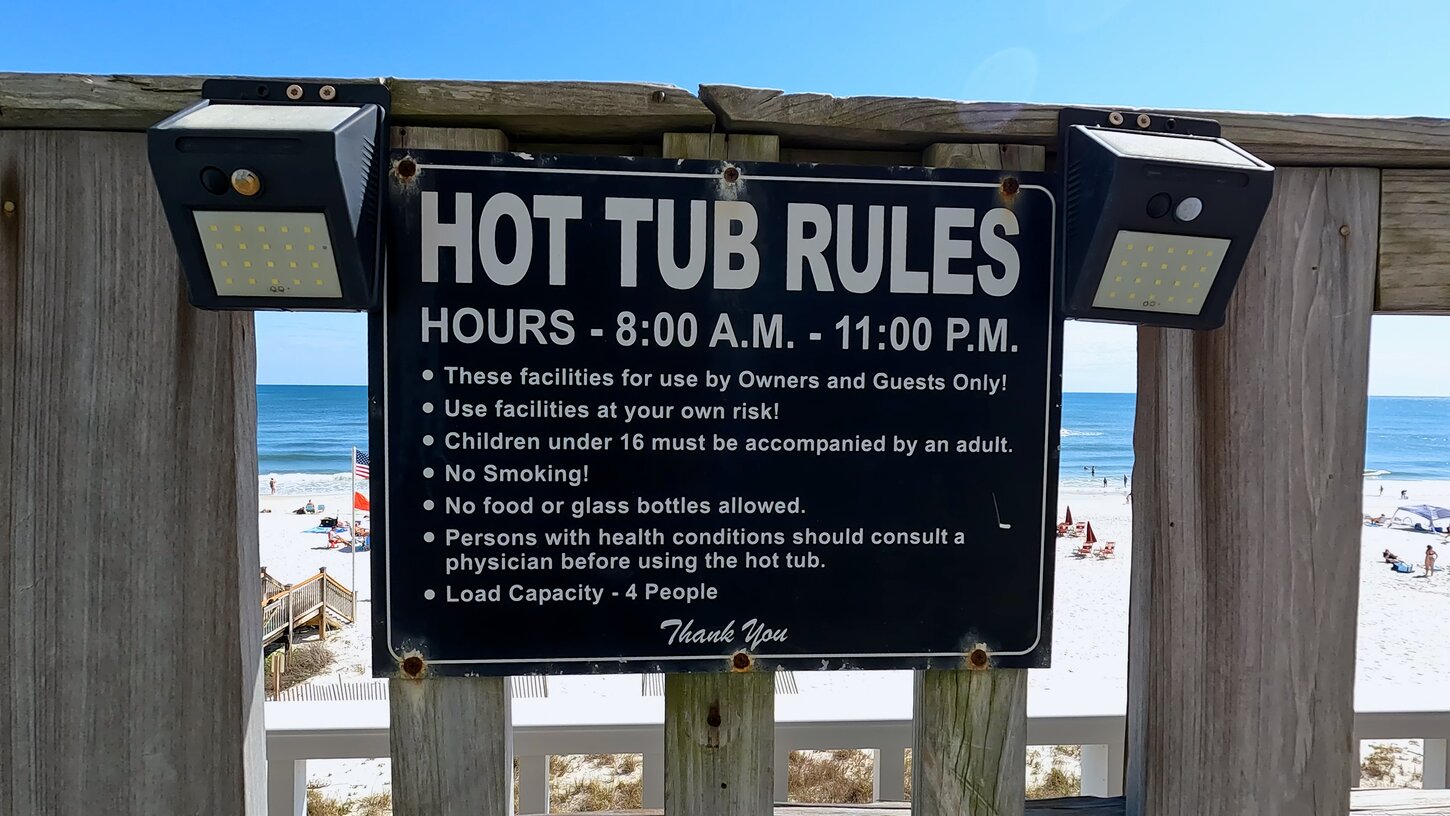 HOT TUB RULES
HOURS - 8:00 A.M. - 11:00 P.M.
• These facilities for use by Owners and Guests Only!
• Use facilities at your own risk!
• Children under 16 must be accompanied by an adult.
• No Smoking!
• No food or glass bottles allowed.
• Persons with health conditions should consult a
physician before using the hot tub.
• Load Capacity - 4 People
Thank You